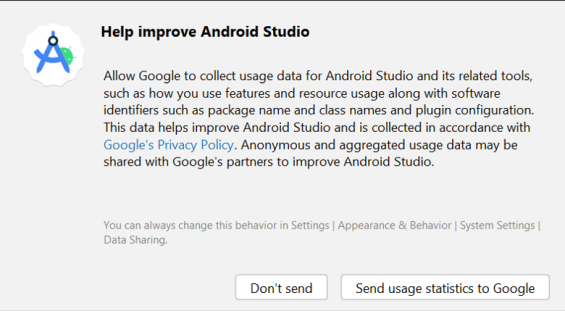 Help improve Android Studio
Allow Google to collect usage data for Android Studio and its related tools,
such as how you use features and resource usage along with software
identifiers such as package name and class names and plugin configuration.
This data helps improve Android Studio and is collected in accordance with
Google's Privacy Policy. Anonymous and aggregated usage data may be
shared with Google's partners to improve Android Studio.
You can always change this behavior in Settings | Appearance & Behavior | System Settings |
Data Sharing.
Don't send
Send usage statistics to Google